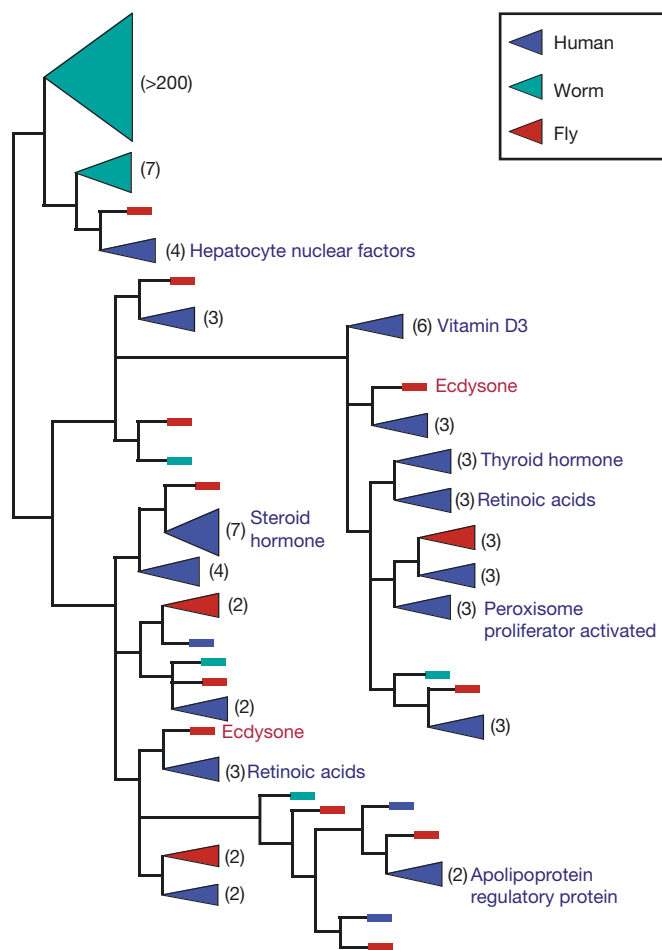 Human
Worm
Fly
(>200)
(7)
(4) Hepatocyte nuclear factors
(3)
(6) Vitamin D3
Ecdysone
(3)
(3) Thyroid hormone
(3) Retinoic acids
(7) Steroid
hormone
(4)
(3)
(3)
(3) Peroxisome
proliferator activated
(2)
(2)
(3)
Ecdysone
(3) Retinoic acids
(2)
(2)
(2) Apolipoprotein
regulatory protein